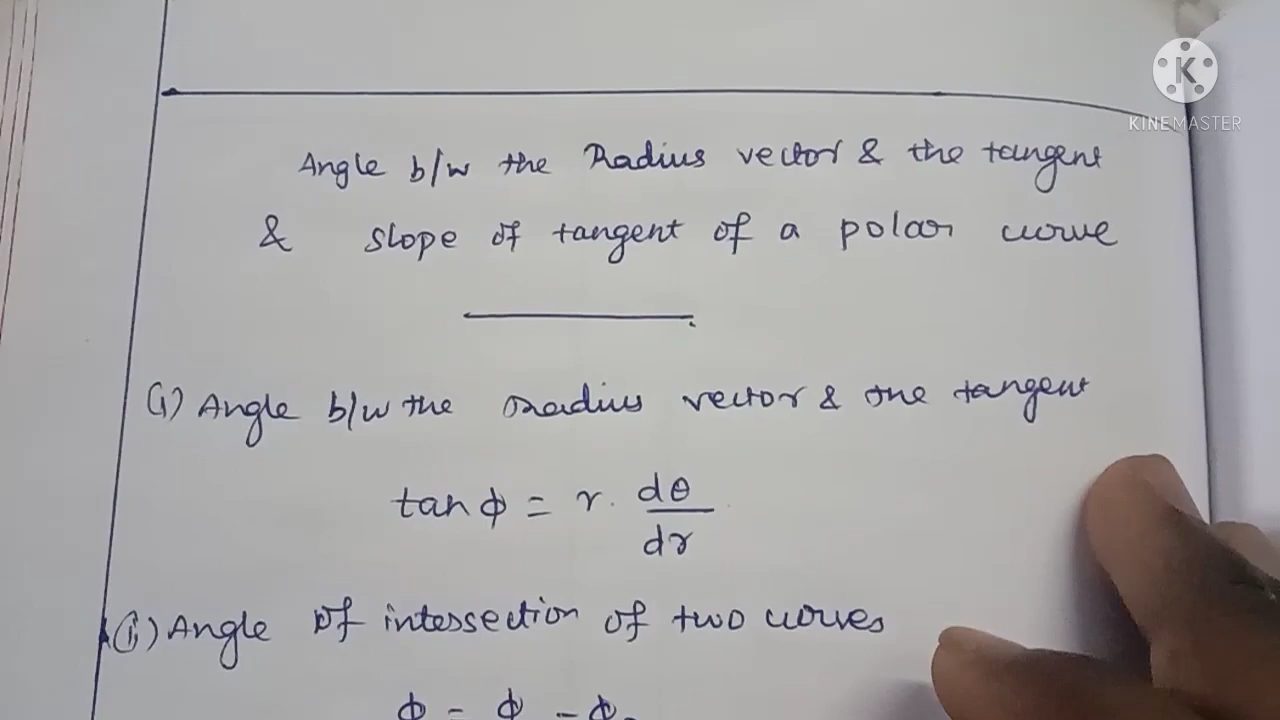 K
KINEMASTER
Angle b/w the Radius vector & the tangent
& slope of tangent of a polar curve
(i) Angle b/w the radius vector & the tangent
tan ϕ = r. dθ/dr
(ii) Angle of intersection of two curves
ϕ = ϕ - ϕ